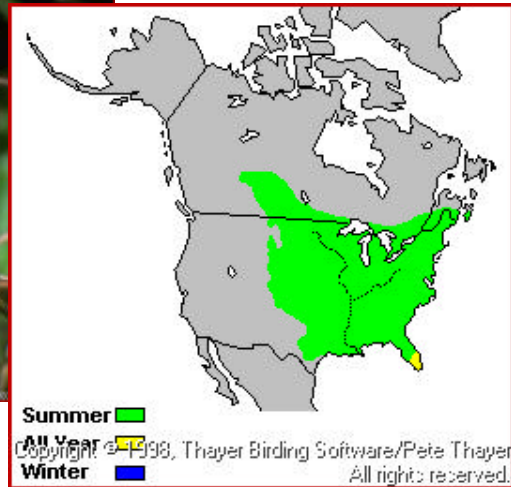 Summer
All Year
Copyright © 1998, Thayer Birding Software/Pete Thayer
Winter
All rights reserved.